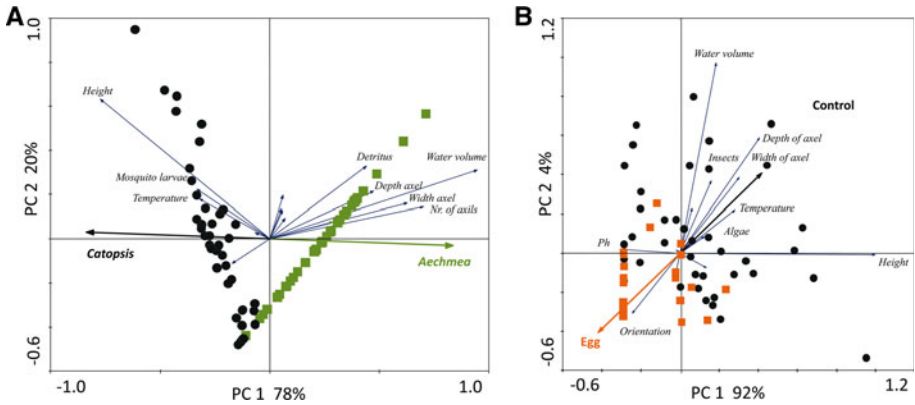 A
1.0
PC 2 20%
-0.6
-1.0
PC 1 78%
1.0
Height
Mosquito larvae
Temperature
Catopsis
Detritus
Water volume
Depth axel
Width axel
Nr. of axils
Aechmea
B
1.2
PC 2 4%
-0.6
-0.6
PC 1 92%
1.2
Water volume
Control
Depth of axel
Insects
Width of axel
Temperature
Algae
Ph
Height
Orientation
Egg